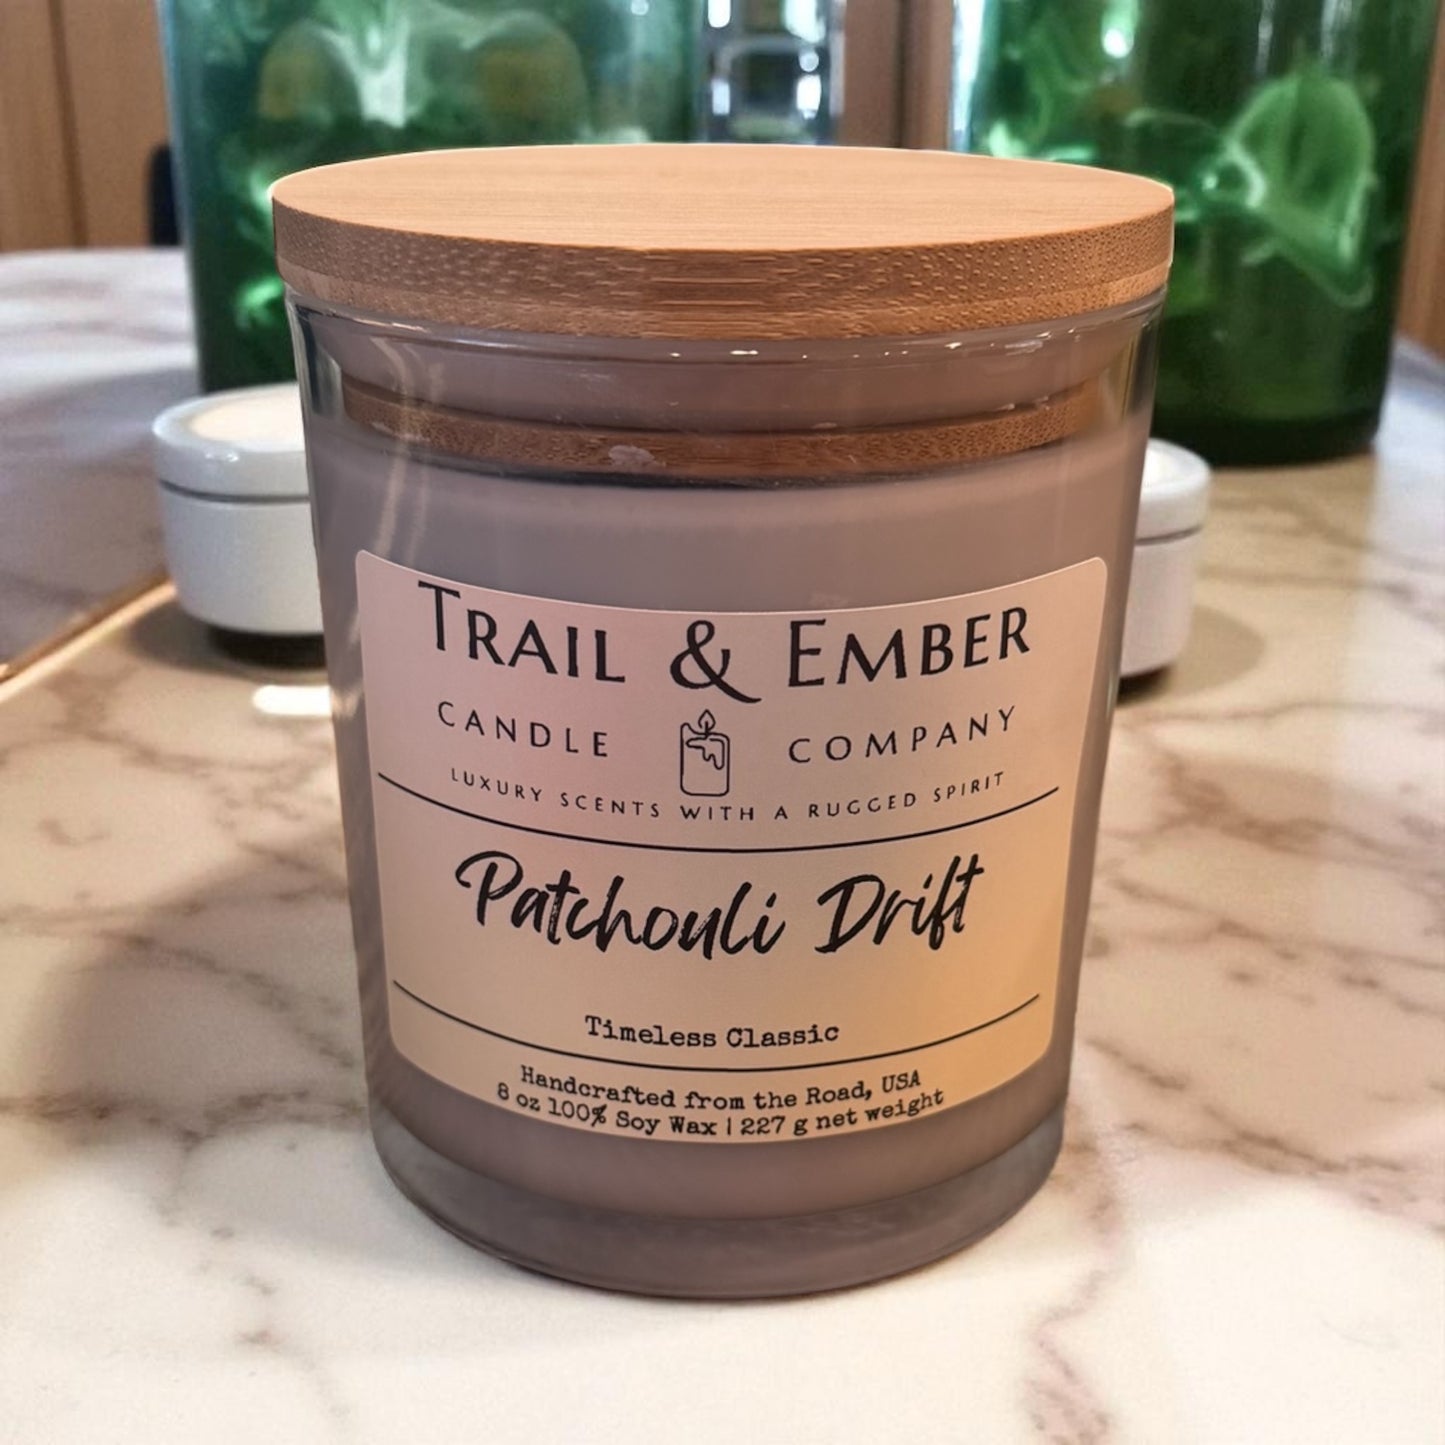 TRAIL & EMBER
CANDLE COMPANY
LUXURY SCENTS WITH A RUGGED SPIRIT
Patchouli Drift
Timeless Classic
Handcrafted from the Road, USA
8 oz 100% Soy Wax | 227 g net weight